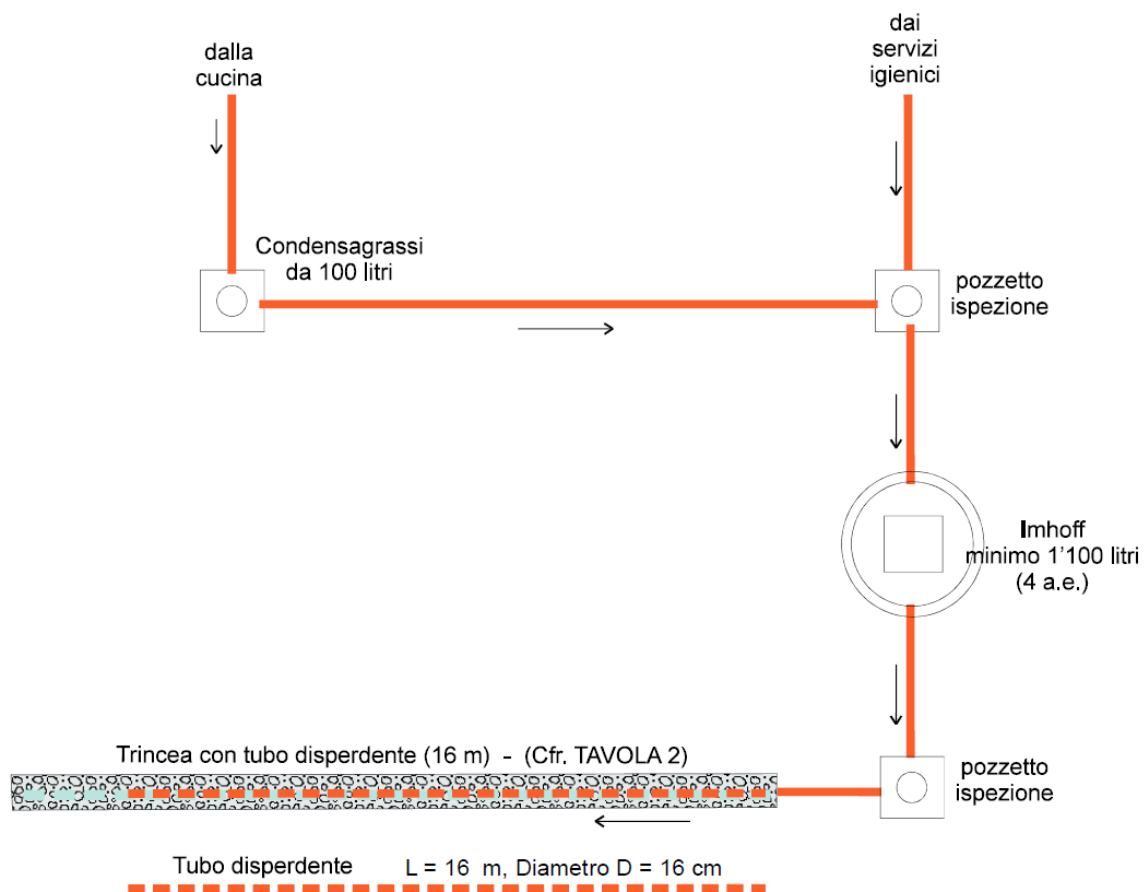 dalla
cucina
dai
servizi
igienici
Condensagrassi
da 100 litri
pozzetto
ispezione
Imhoff
minimo 1'100 litri
(4 a.e.)
Trincea con tubo disperdente (16 m) - (Cfr. TAVOLA 2)
pozzetto
ispezione
Tubo disperdente L = 16 m, Diametro D = 16 cm